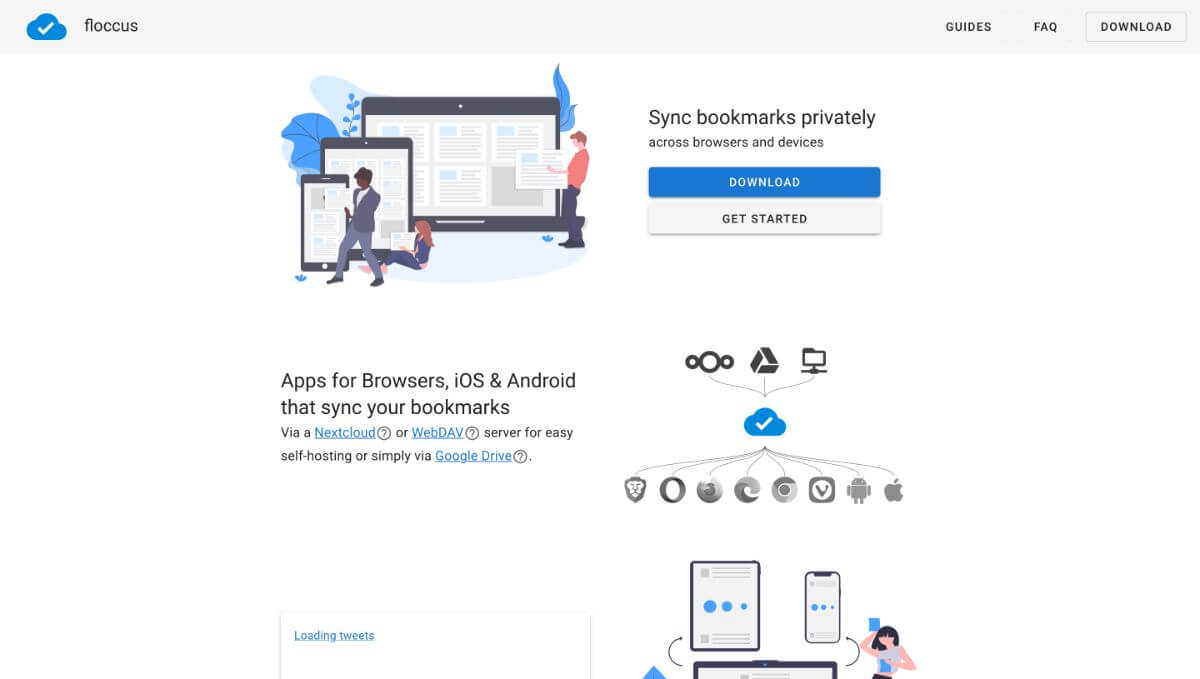 floccus
GUIDES
FAQ
DOWNLOAD
Sync bookmarks privately
across browsers and devices
DOWNLOAD
GET STARTED
Apps for Browsers, iOS & Android
that sync your bookmarks
Via a Nextcloud? or WebDAV? server for easy
self-hosting or simply via Google Drive?.
Loading tweets